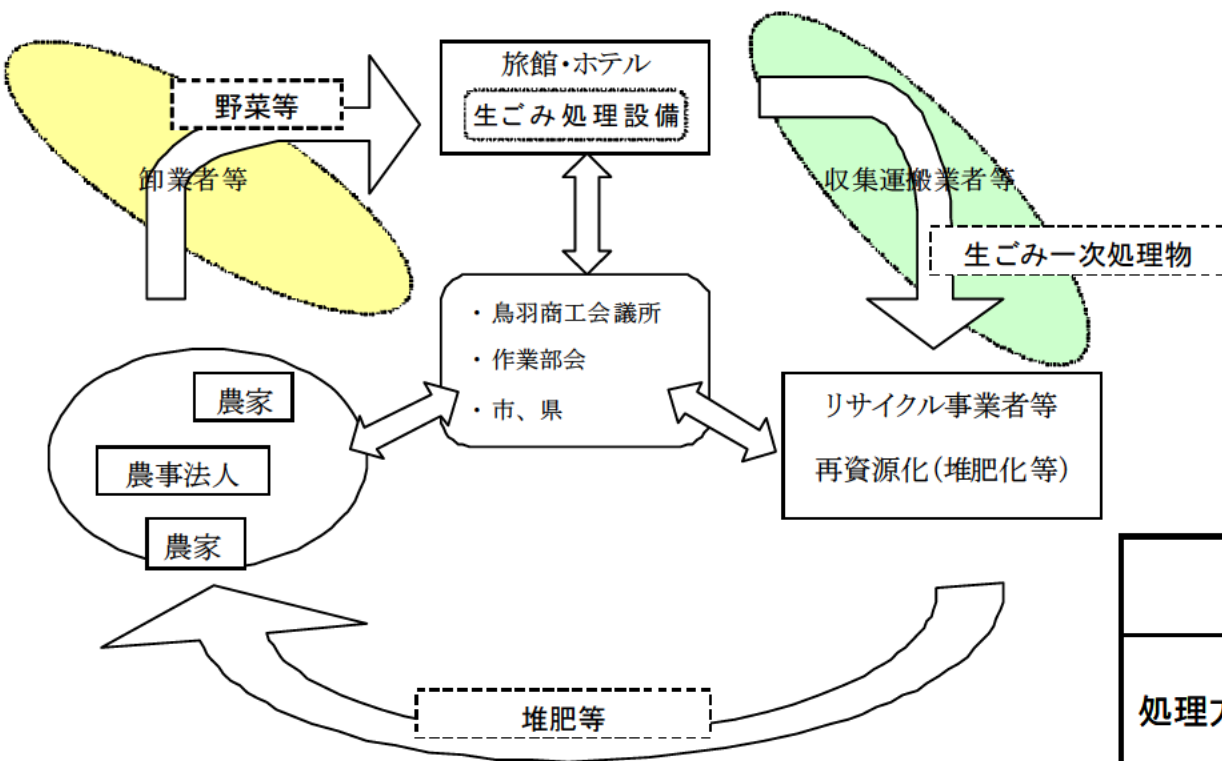 旅館・ホテル
生ごみ処理設備
野菜等
卸業者等
収集運搬業者等
生ごみ一次処理物
・ 鳥羽商工会議所
・ 作業部会
・ 市、県
農家
農事法人
農家
リサイクル事業者等
再資源化(堆肥化等)
堆肥等
処理